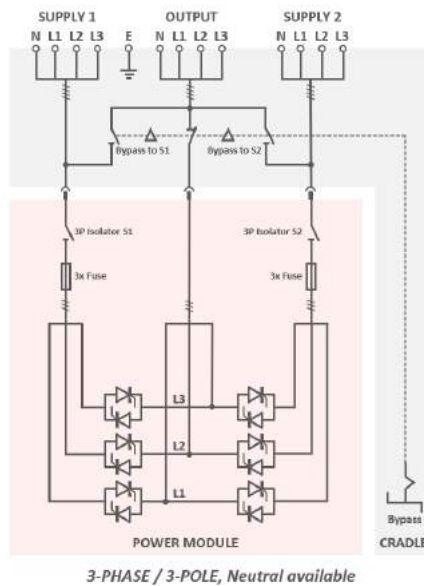 SUPPLY 1 OUTPUT SUPPLY 2
N L1 L2 L3 E N L1 L2 L3 N L1 L2 L3
Bypass to S1 Bypass to S2
3P Isolator S1 3P Isolator S2
3x Fuse 3x Fuse
L3
L2
L1
Bypass
POWER MODULE CRADLE
3-PHASE / 3-POLE, Neutral available